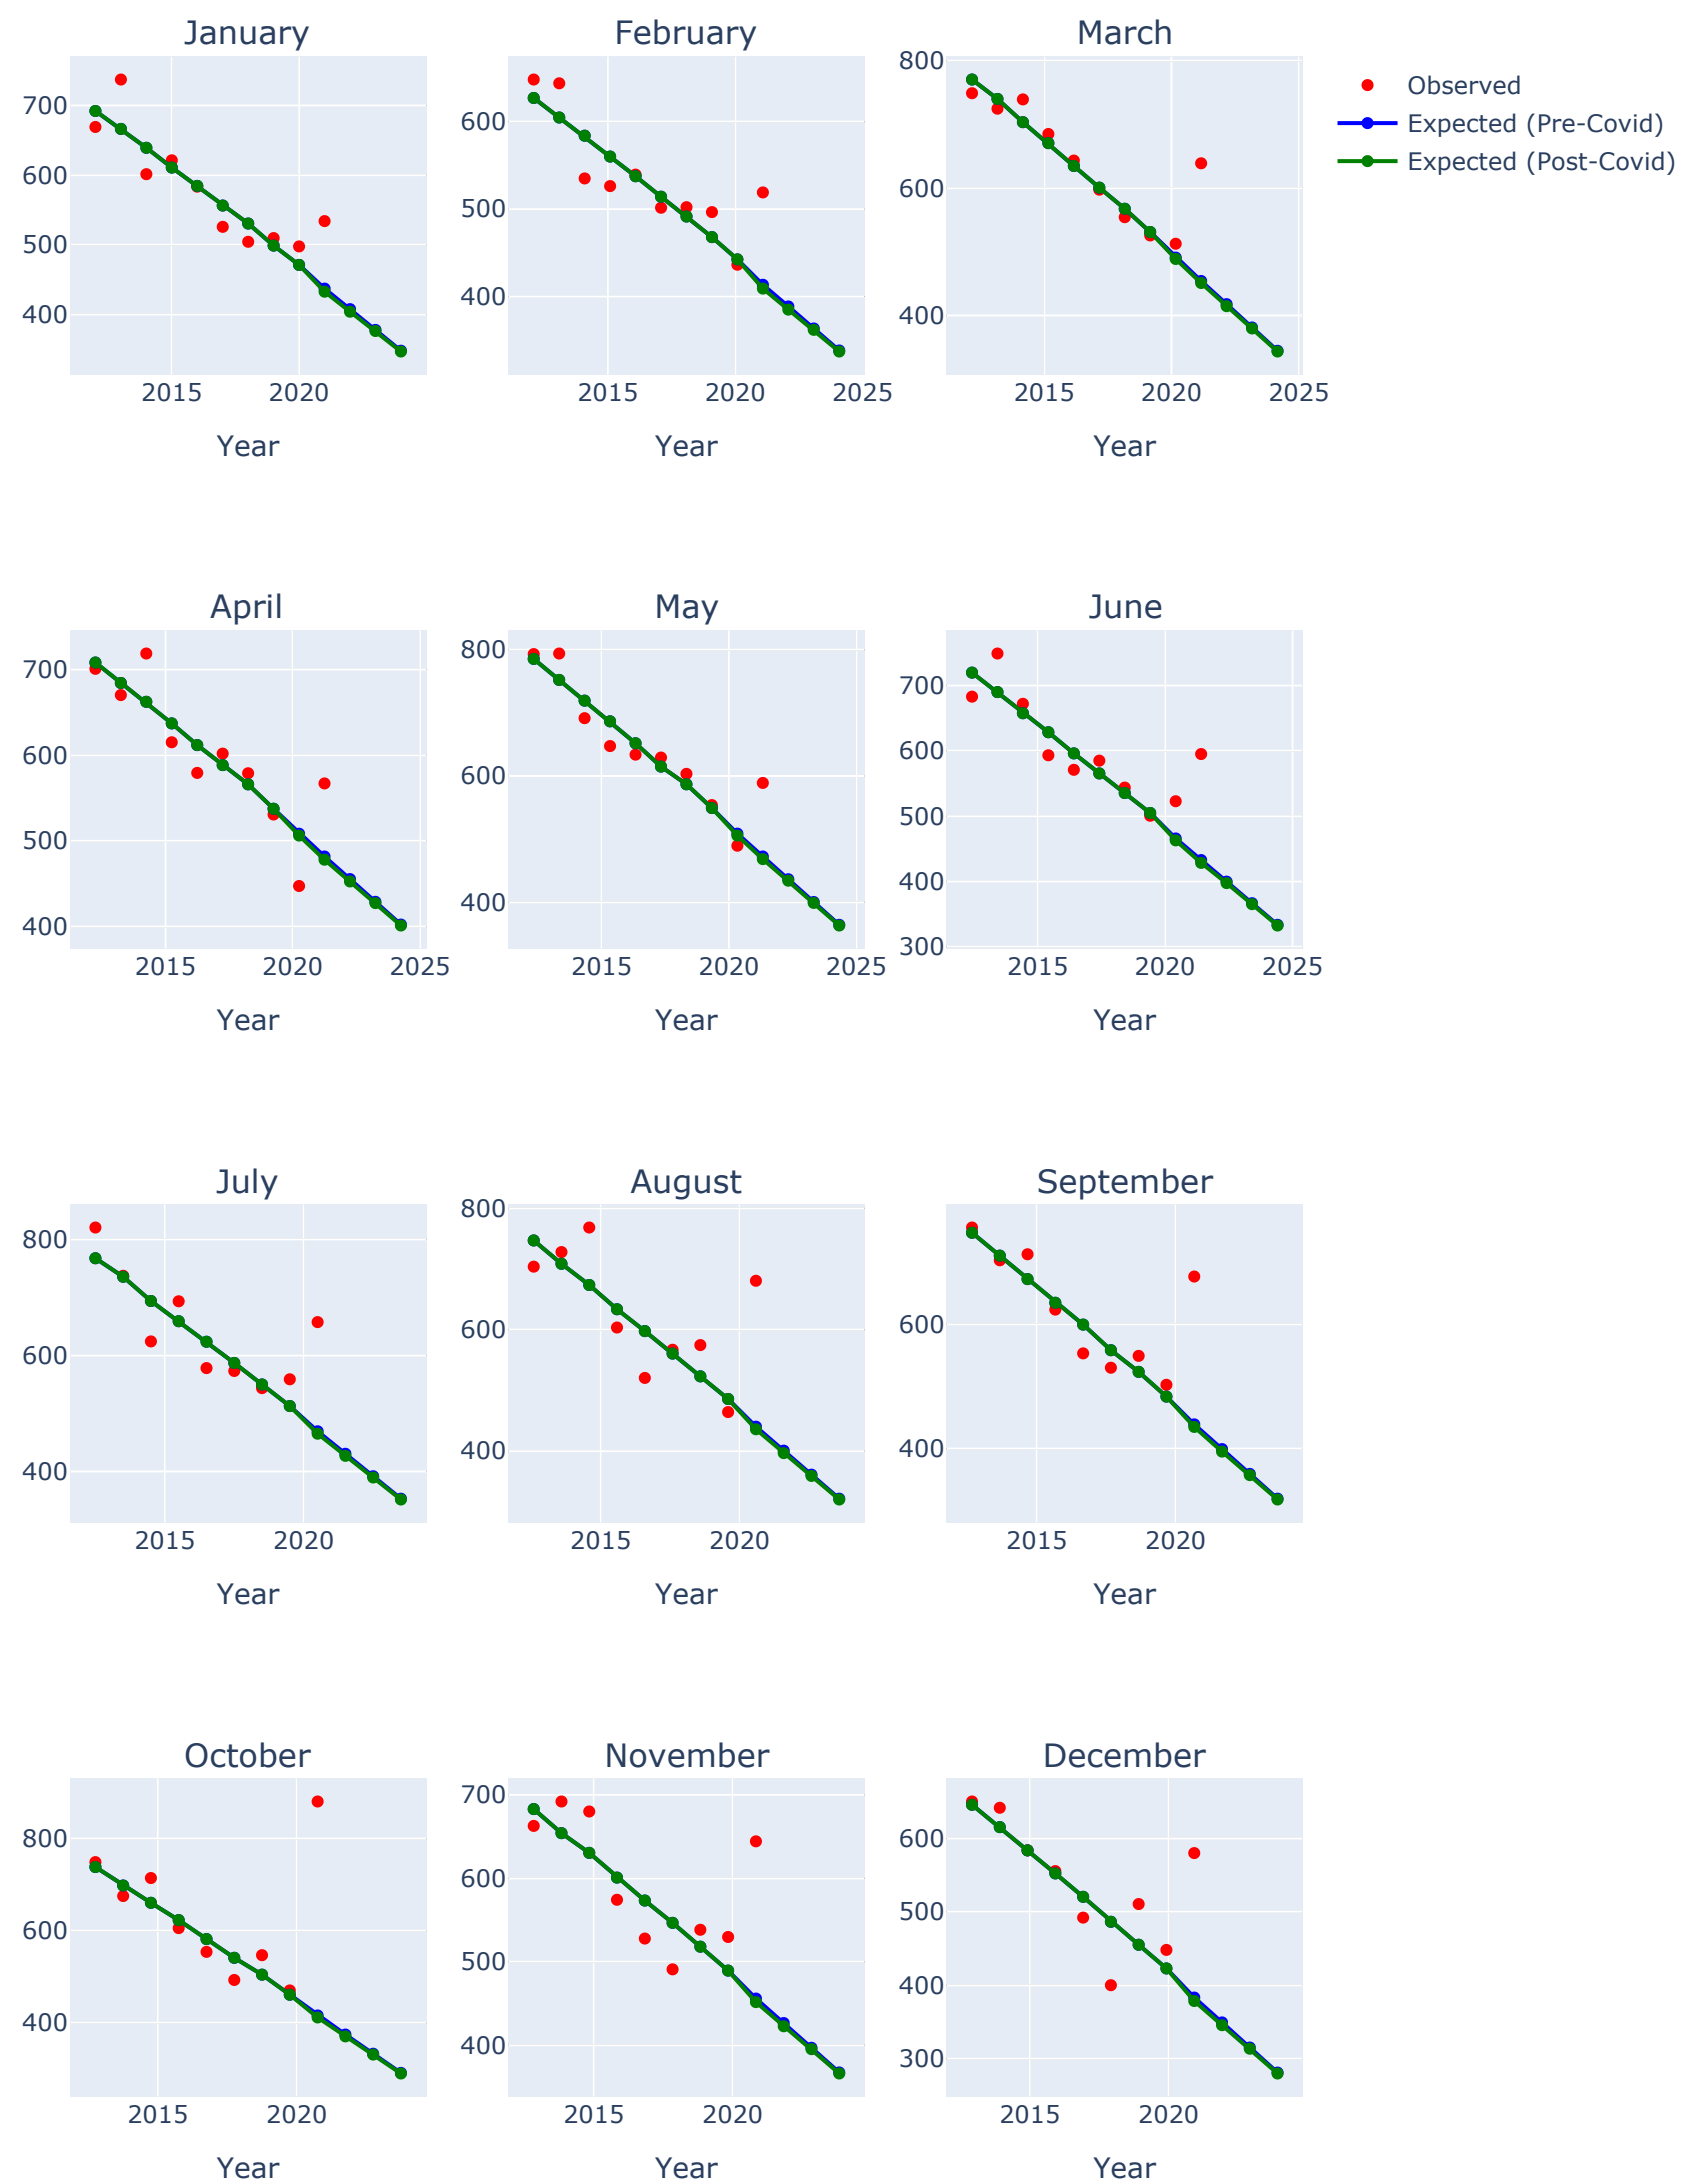 January
February
March
700
600
500
400
2015
2020
Year
600
500
400
2015
2020
2025
Year
800
600
400
2015
2020
2025
Year
Observed
Expected (Pre-Covid)
Expected (Post-Covid)
April
May
June
700
600
500
400
2015
2020
2025
Year
800
600
400
2015
2020
2025
Year
700
600
500
400
300
2015
2020
2025
Year
July
August
September
800
600
400
2015
2020
Year
800
600
400
2015
2020
Year
600
400
2015
2020
Year
October
November
December
800
600
400
2015
2020
Year
700
600
500
400
2015
2020
Year
600
500
400
300
2015
2020
Year